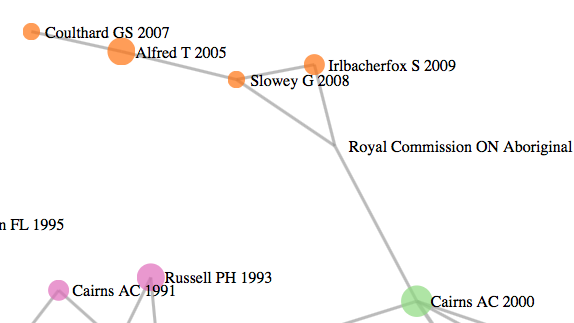 Coulthard GS 2007
Alfred T 2005
Irlbacherfox S 2009
Slowey G 2008
Royal Commission ON Aboriginal
n FL 1995
Russell PH 1993
Cairns AC 1991
Cairns AC 2000